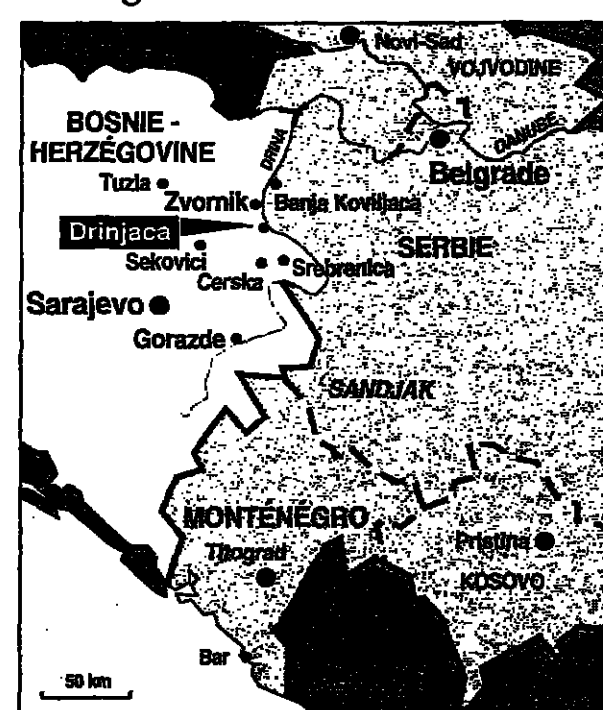 Novi-Sad
VOJVODINE
BOSNIE -
HERZÉGOVINE
DRINA
DANUBE
Belgrade
Tuzla
Zvornik
Banja Koviljaca
Drinjaca
SERBIE
Sekovici
Cerska
Srebrenica
Sarajevo
Gorazde
SANDJAK
MONTÉNÉGRO
Titograd
Pristina
KOSOVO
Bar
50 km